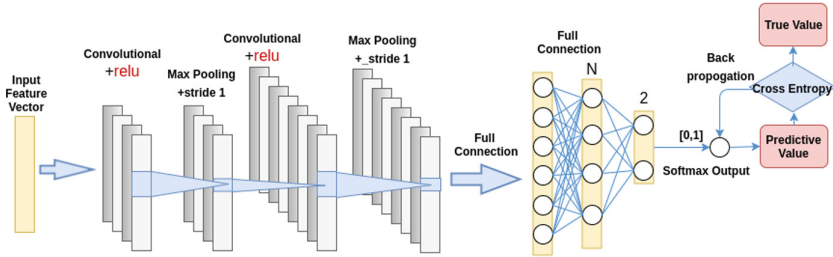 Input
Feature
Vector
Convolutional
+relu
Max Pooling
+stride 1
Convolutional
+relu
Max Pooling
+_stride 1
Full
Connection
Full
Connection
N
2
[0,1]
Softmax Output
Back
propogation
True Value
Cross Entropy
Predictive
Value